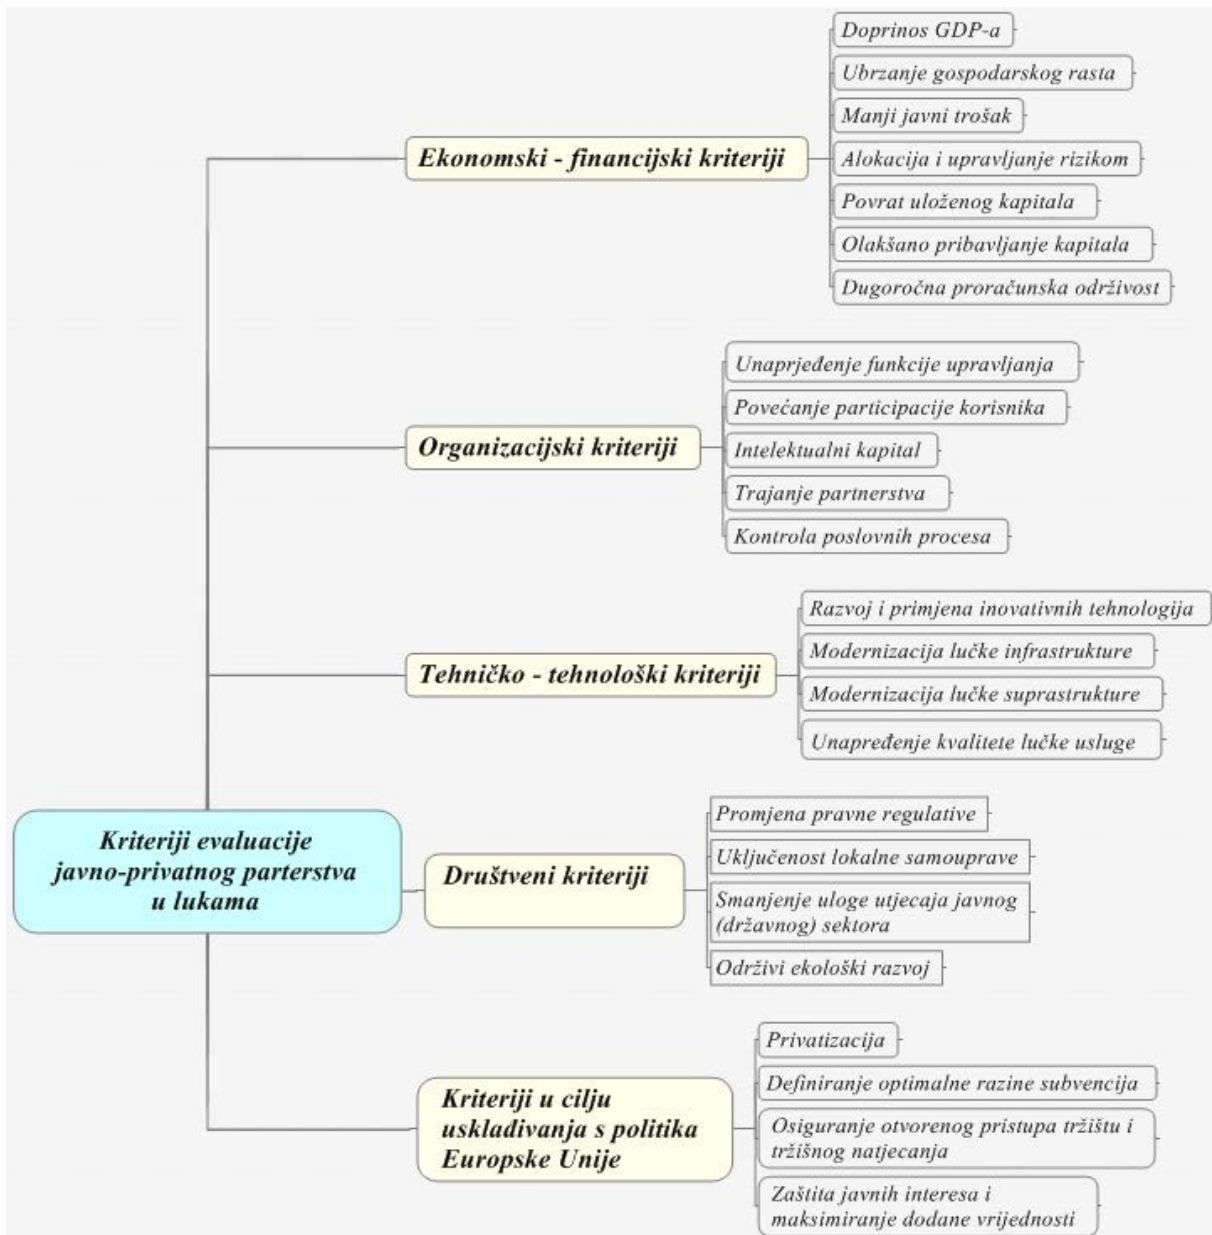 Doprinos GDP-a
Ubrzanje gospodarskog rasta
Manji javni trošak
Ekonomski - financijski kriteriji
Alokacija i upravljanje rizikom
Povrat uloženog kapitala
Olakšano pribavljanje kapitala
Dugoročna proračunska održivost
Unaprjeđenje funkcije upravljanja
Povećanje participacije korisnika
Organizacijski kriteriji
Intelektualni kapital
Trajanje partnerstva
Kontrola poslovnih procesa
Razvoj i primjena inovativnih tehnologija
Modernizacija lučke infrastrukture
Tehničko - tehnološki kriteriji
Modernizacija lučke suprastrukture
Unapređenje kvalitete lučke usluge
Kriteriji evaluacije
javno-privatnog parterstva
u lukama
Društveni kriteriji
Promjena pravne regulative
Uključenost lokalne samouprave
Smanjenje uloge utjecaja javnog
(državnog) sektora
Održivi ekološki razvoj
Kriteriji u cilju
usklađivanja s politika
Europske Unije
Privatizacija
Definiranje optimalne razine subvencija
Osiguranje otvorenog pristupa tržištu i
tržišnog natjecanja
Zaštita javnih interesa i
maksimiranje dodane vrijednosti